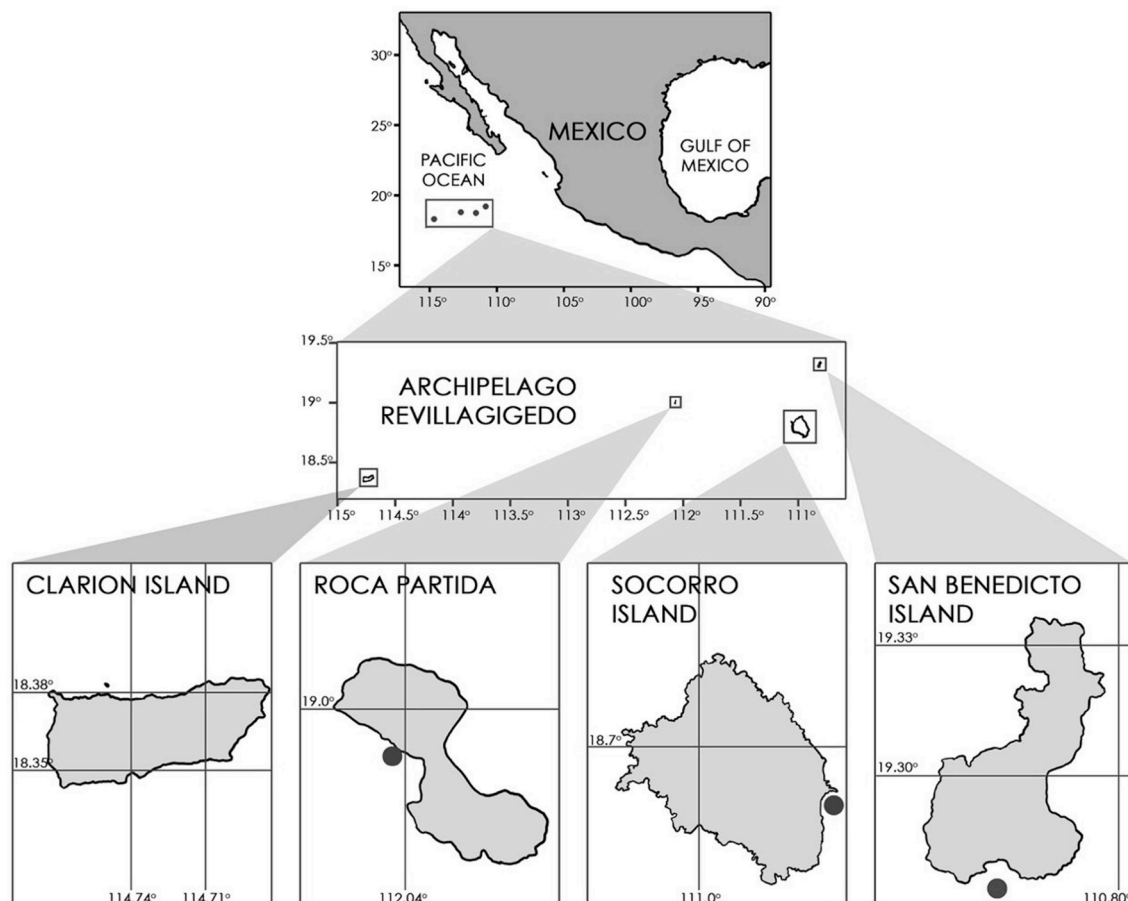 30°
25°
20°
15°
MEXICO
GULF OF
MEXICO
PACIFIC
OCEAN
115° 110° 105° 100° 95° 90°
19.5°
19°
18.5°
ARCHIPELAGO
REVILLAGIGEDO
115° 114.5° 114° 113.5° 113° 112.5° 112° 111.5° 111°
CLARION ISLAND
18.38°
18.35°
114.74° 114.71°
ROCA PARTIDA
19.0°
112.04°
SOCORRO
ISLAND
18.7°
111.0°
SAN BENEDICTO
ISLAND
19.33°
19.30°
110.80°